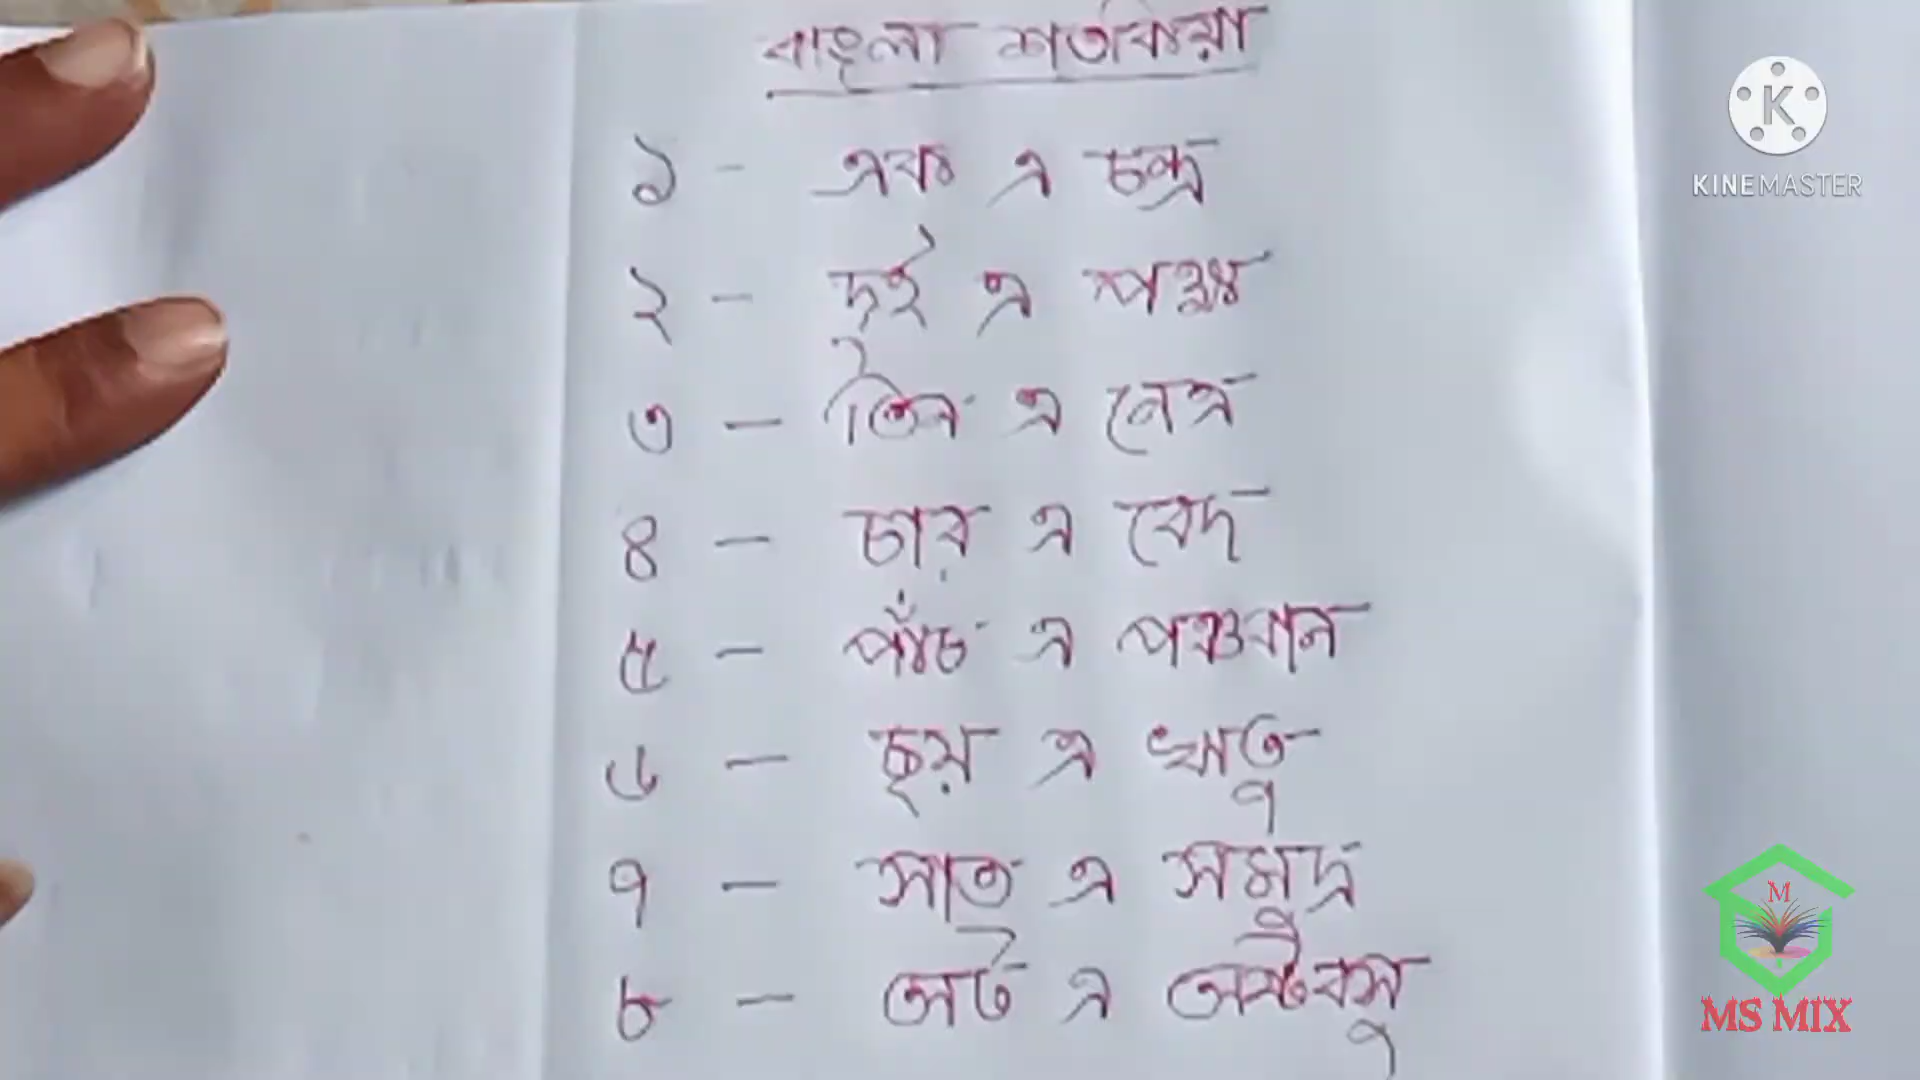 বাংলা শতকিয়া
১ - এক এ চন্দ্র
২ - দুই এ পক্ষ
৩ - তিন এ নেত্র
৪ - চার এ বেদ
৫ - পাঁচ এ পঞ্চবান
৬ - ছয় এ ঋতু
৭ - সাত এ সমুদ্র
৮ - আট এ অষ্টবসু
K
KINEMASTER
M
MS MIX